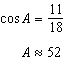 cos A = 11/18
A ≈ 52